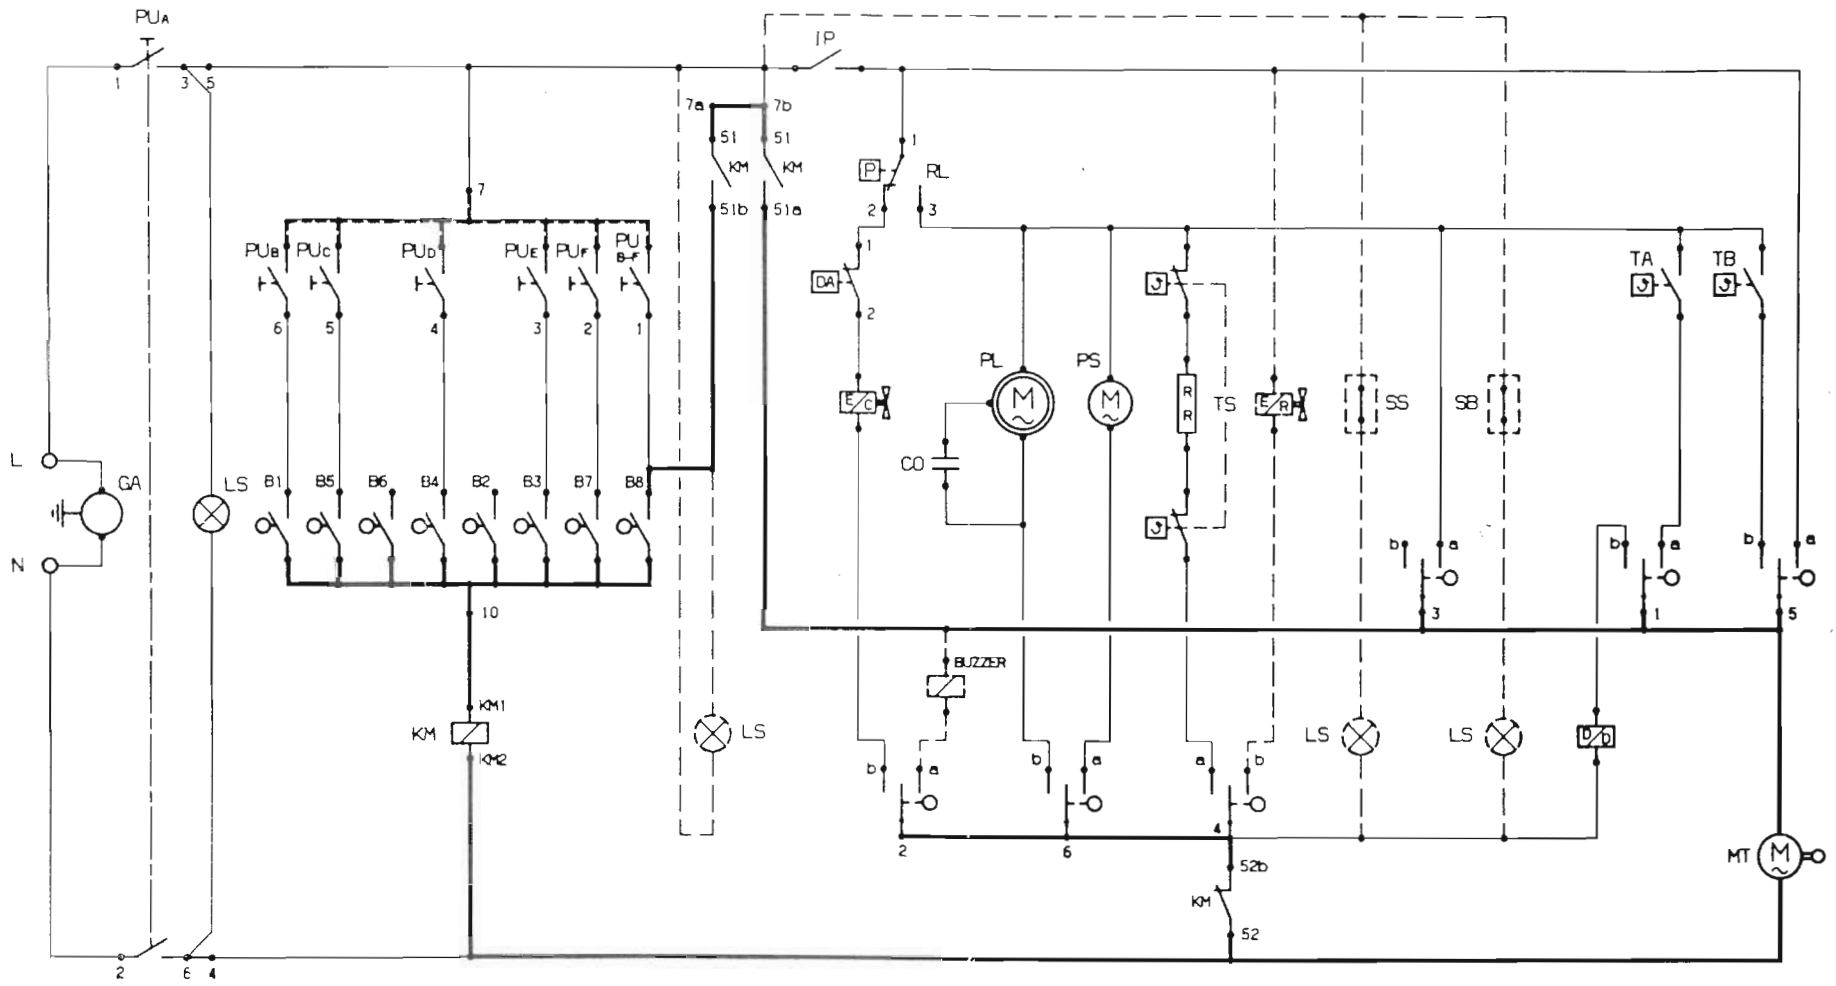 PUA
IP
1
3
5
7a
7b
51
51
KM
KM
1
P
RL
7
51b
51a
2
3
PUB
PUC
PUD
PUE
PUF
PU
B-F
1
DA
TA
TB
6
5
4
3
2
1
2
PL
PS
M
M
R
R
TS
E
C
E
R
SS
SB
CO
L
GA
LS
B1
B5
B6
B4
B2
B3
B7
B8
N
b
a
b
a
b
a
10
3
1
5
BUZZER
KM1
KM
KM2
LS
LS
LS
D
D
b
a
b
a
a
b
4
2
6
52b
MT
M
KM
52
2
6
4